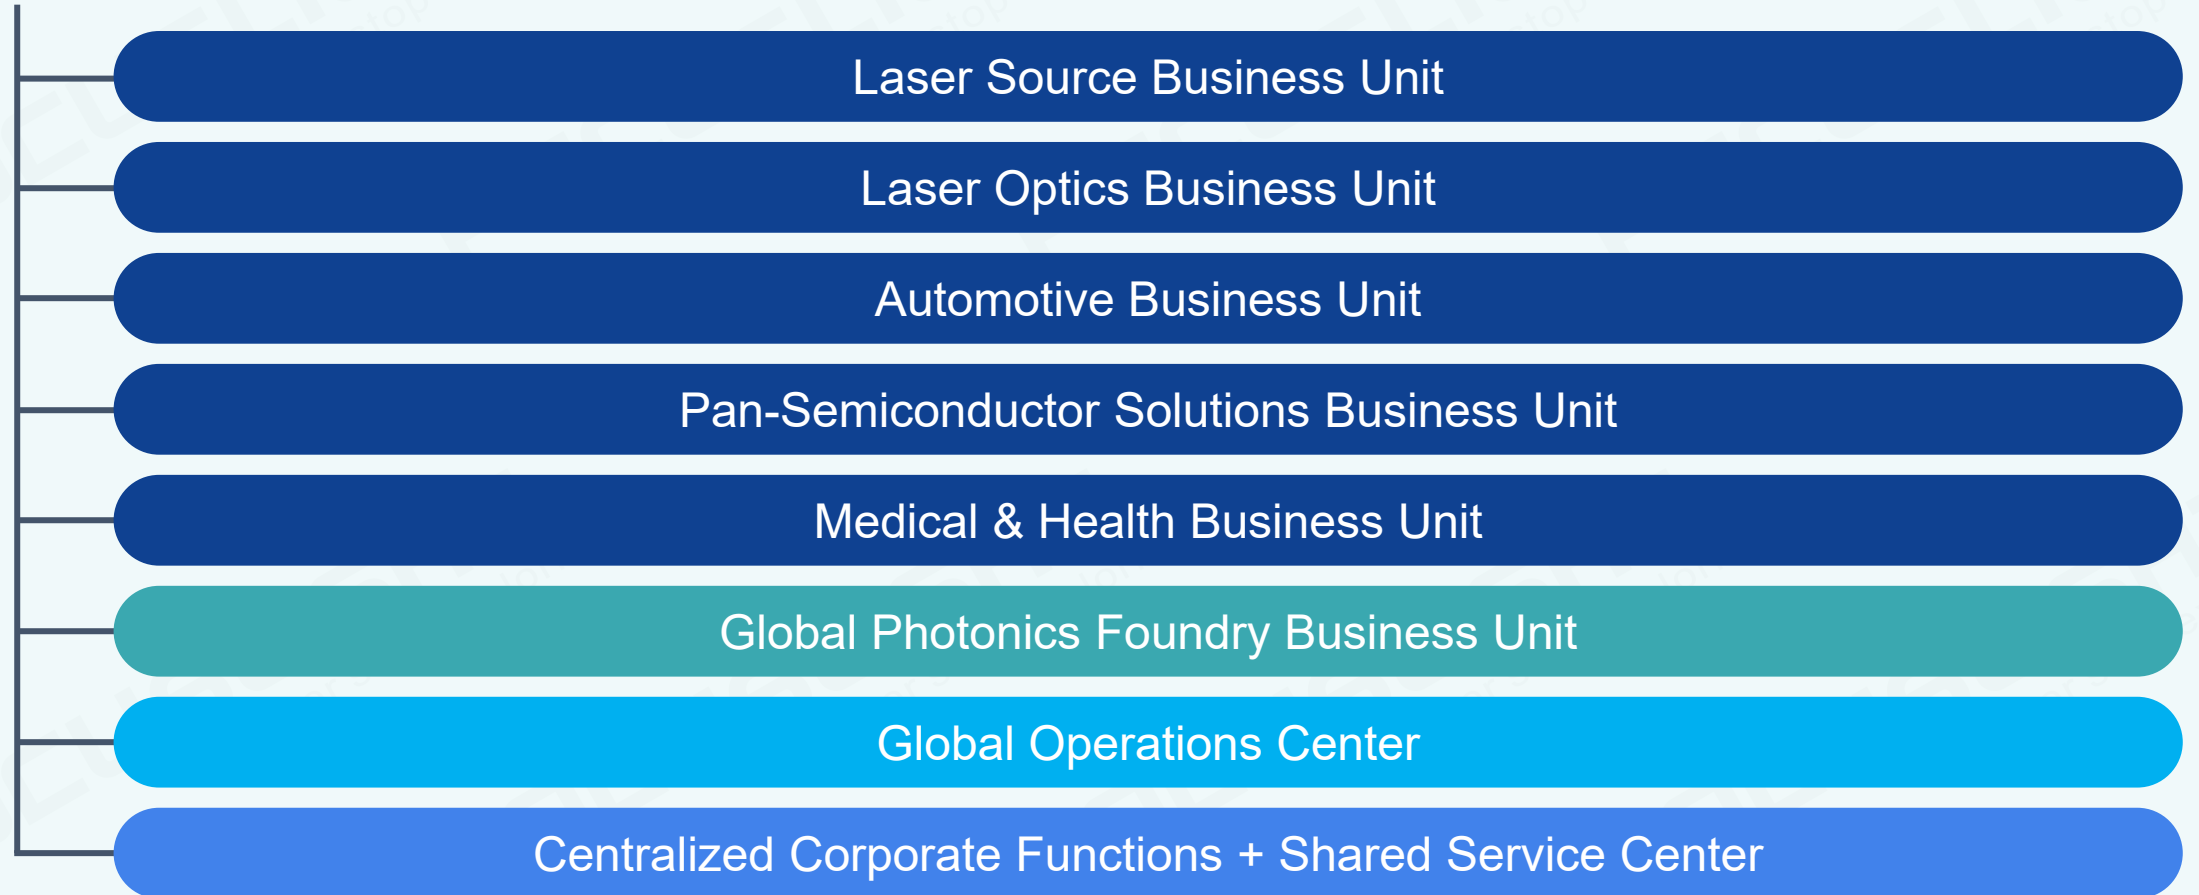 Laser Source Business Unit
Laser Optics Business Unit
Automotive Business Unit
Pan-Semiconductor Solutions Business Unit
Medical & Health Business Unit
Global Photonics Foundry Business Unit
Global Operations Center
Centralized Corporate Functions + Shared Service Center